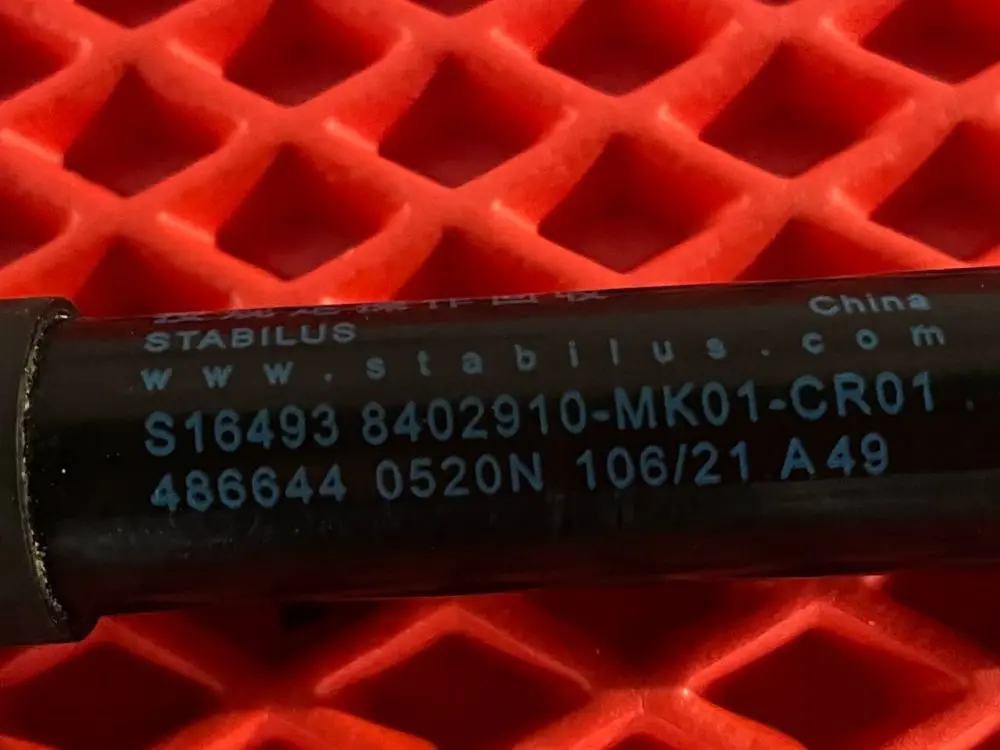 STABILUS China
www.stabilus.com
S16493 8402910-MK01-CR01
486644 0520N 106/21 A49